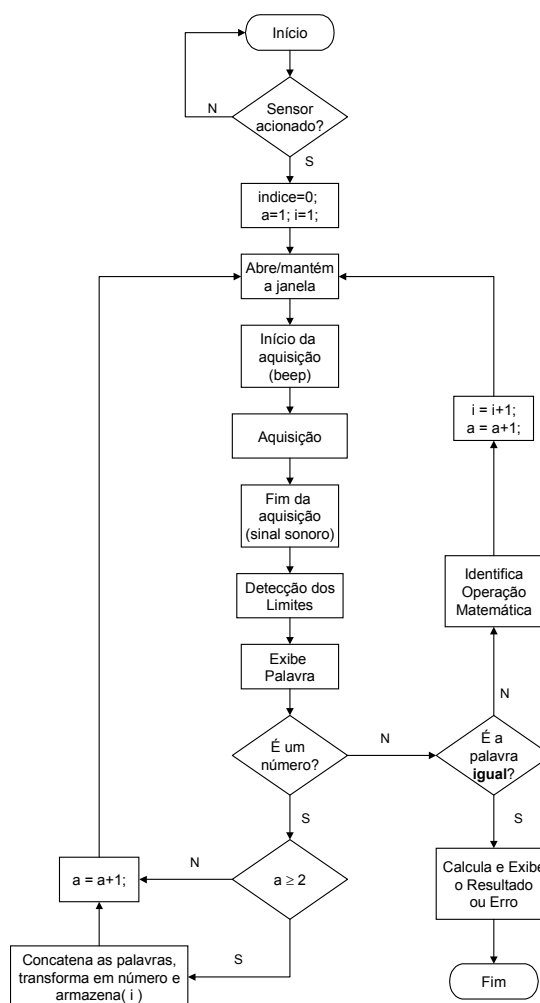 Início
N
Sensor
acionado?
S
indice=0;
a=1; i=1;
Abre/mantém
a janela
Início da
aquisição
(beep)
i = i+1;
a = a+1;
Aquisição
Fim da
aquisição
(sinal sonoro)
Identifica
Operação
Matemática
Detecção dos
Limites
Exibe
Palavra
N
É um
número?
N
É a
palavra
igual?
S
S
N
a = a+1;
a ≥ 2
Calcula e Exibe
o Resultado
ou Erro
S
Concatena as palavras,
transforma em número e
armazena( i )
Fim